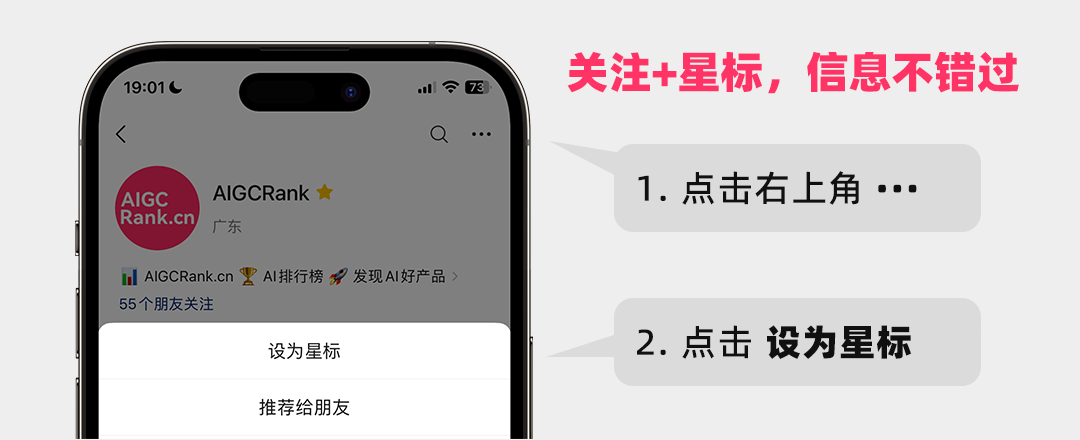 关注+星标，信息不错过
19:01
73
AIGC
Rank.cn
AIGCRank
广东
AIGCRank.cn 🏆 AI排行榜 🚀 发现AI好产品
55个朋友关注
设为星标
推荐给朋友
1. 点击右上角 •••
2. 点击 设为星标